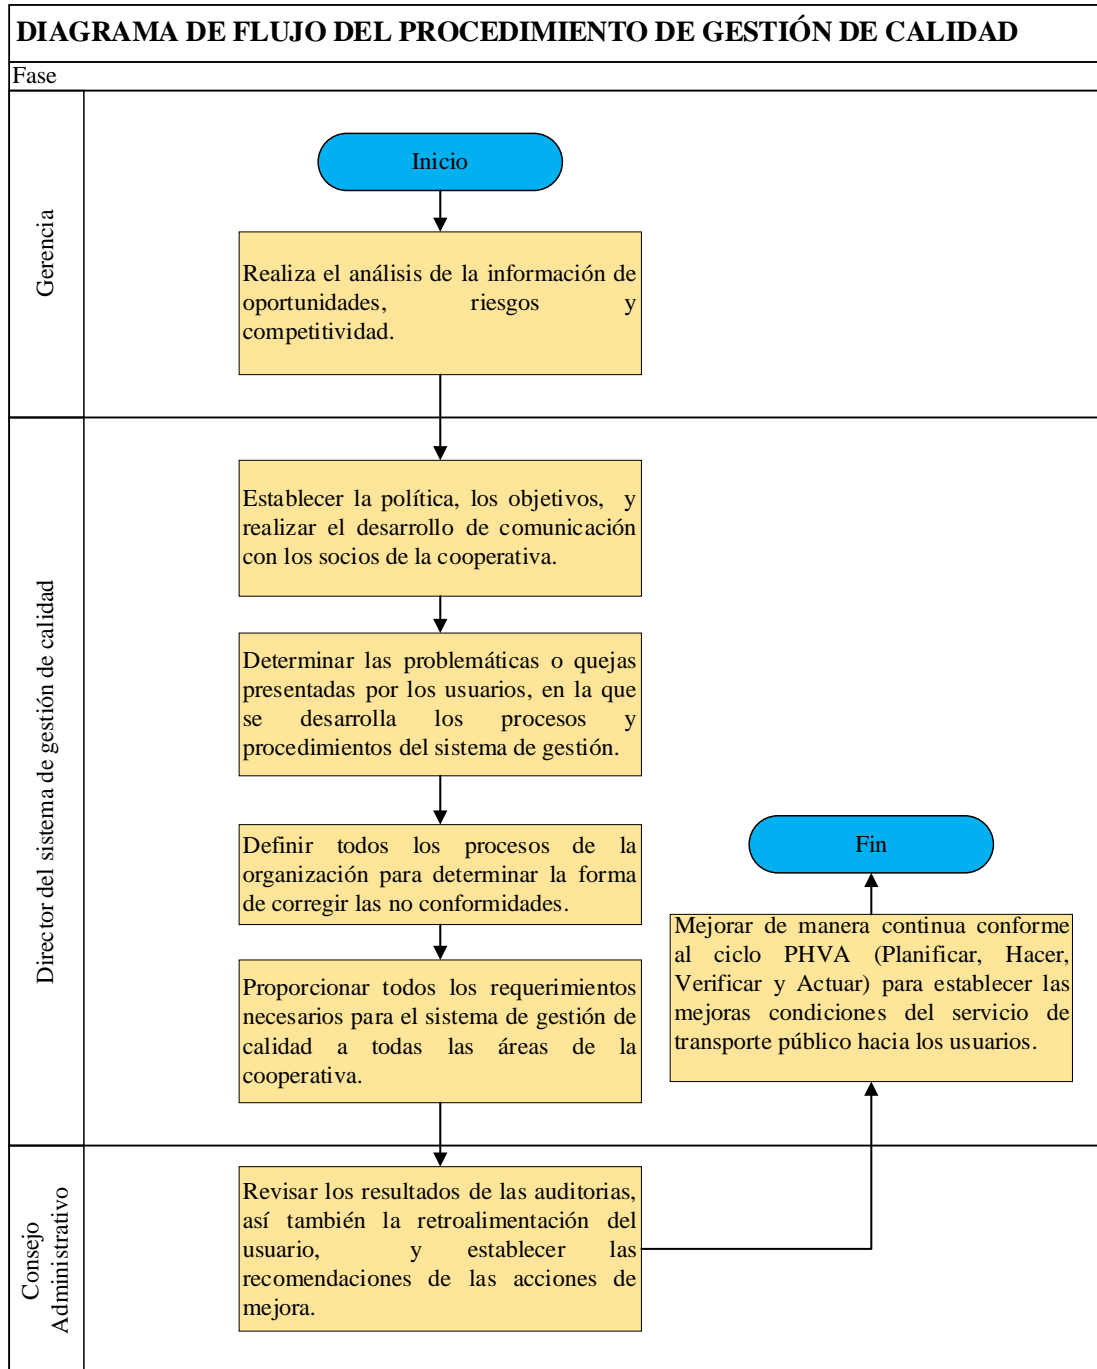 DIAGRAMA DE FLUJO DEL PROCEDIMIENTO DE GESTIÓN DE CALIDAD
Fase
Gerencia
Inicio
Realiza el análisis de la información de
oportunidades, riesgos y
competitividad.
Director del sistema de gestión de calidad
Establecer la política, los objetivos, y
realizar el desarrollo de comunicación
con los socios de la cooperativa.
Determinar las problemáticas o quejas
presentadas por los usuarios, en la que
se desarrolla los procesos y
procedimientos del sistema de gestión.
Definir todos los procesos de la
organización para determinar la forma
de corregir las no conformidades.
Proporcionar todos los requerimientos
necesarios para el sistema de gestión de
calidad a todas las áreas de la
cooperativa.
Consejo
Administrativo
Revisar los resultados de las auditorias,
así también la retroalimentación del
usuario, y establecer las
recomendaciones de las acciones de
mejora.
Mejorar de manera continua conforme
al ciclo PHVA (Planificar, Hacer,
Verificar y Actuar) para establecer las
mejoras condiciones del servicio de
transporte público hacia los usuarios.
Fin